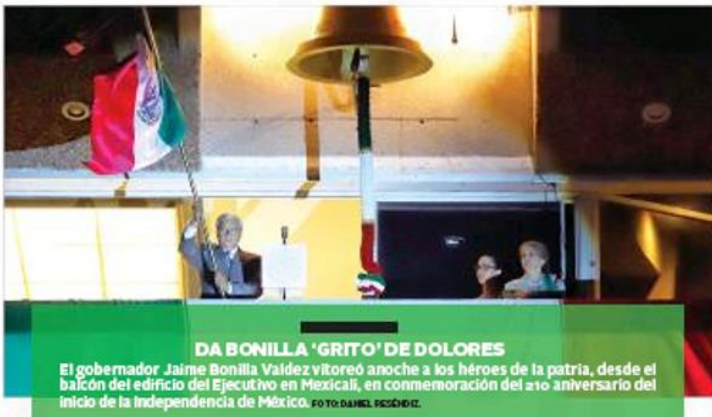 DA BONILLA ‘GRITO’ DE DOLORES
El gobernador Jaime Bonilla Valdez vitoreó anoche a los héroes de la patria, desde el
balcón del edificio del Ejecutivo en Mexicali, en conmemoración del 210 aniversario del
inicio de la Independencia de México. FOTO: DANIEL RESÉNDIZ.